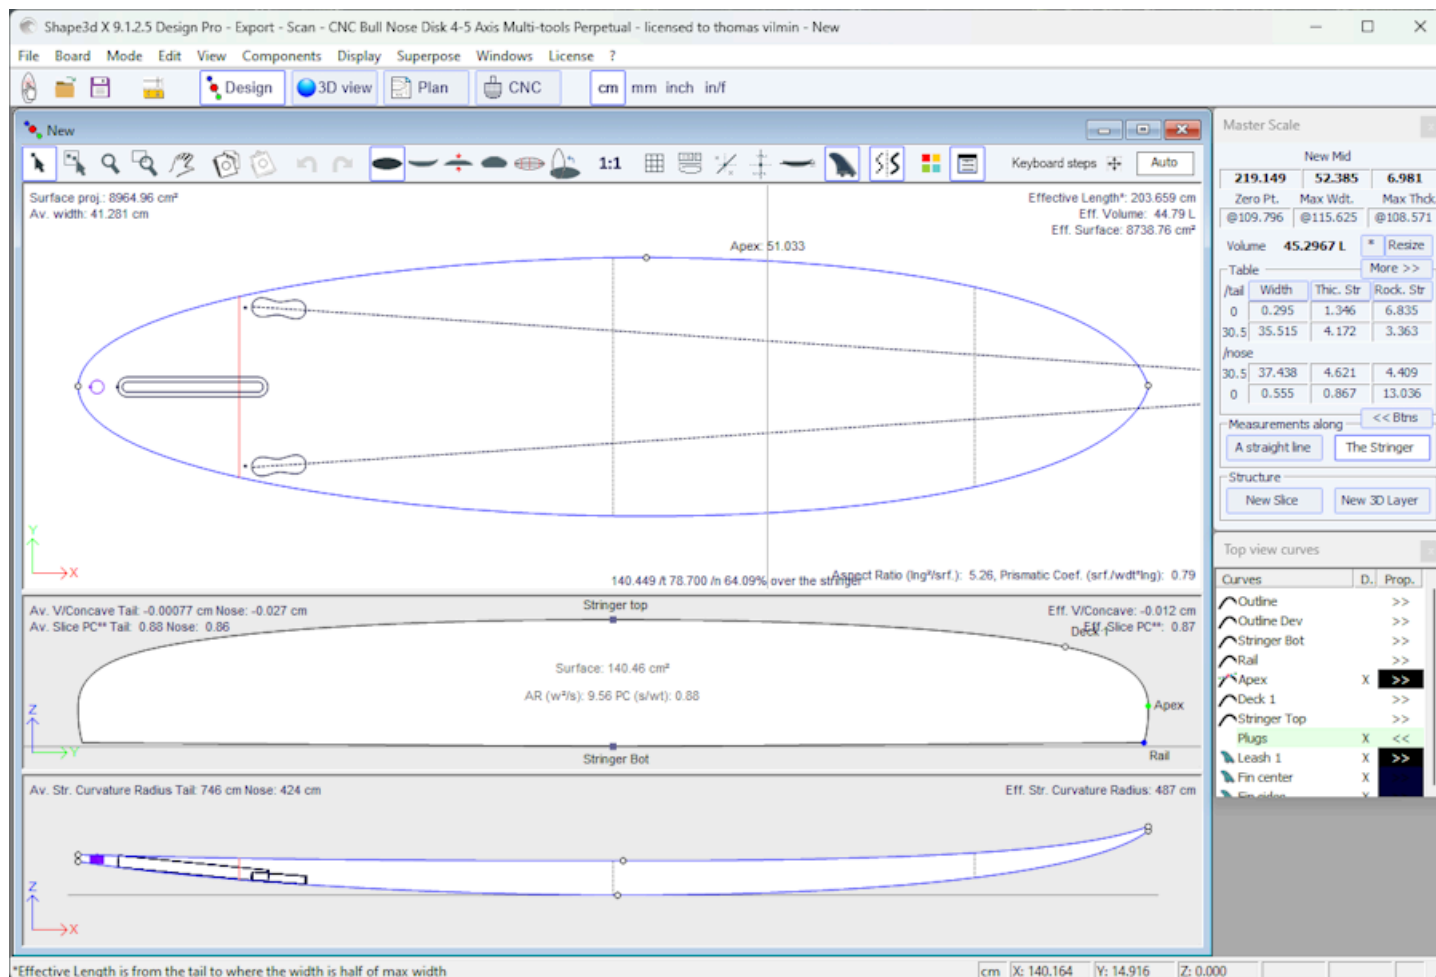 Shape3d X 9.1.2.5 Design Pro - Export - Scan - CNC Bull Nose Disk 4-5 Axis Multi-tools Perpetual - licensed to thomas vilmin - New
File Board Mode Edit View Components Display Superpose Windows License ?
Design 3D view Plan CNC cm mm inch in/f
New
1:1 Keyboard steps Auto
Surface proj.: 8964.96 cm²
Av. width: 41.281 cm
Effective Length*: 203.659 cm
Eff. Volume: 44.79 L
Eff. Surface: 8738.76 cm²
Apex: 51.033
Y
X
140.449 /t 78.700 /n 64.09% over the stringer
Aspect Ratio (lng²/srf.): 5.26, Prismatic Coef. (srf./wdt*lng): 0.79
Av. V/Concave Tail: -0.00077 cm Nose: -0.027 cm
Av. Slice PC** Tail: 0.88 Nose: 0.86
Stringer top
Eff. V/Concave: -0.012 cm
Eff. Slice PC**: 0.87
Deck 1
Surface: 140.46 cm²
AR (w²/s): 9.56 PC (s/wt): 0.88
Apex
Z
Y
Stringer Bot
Rail
Av. Str. Curvature Radius Tail: 746 cm Nose: 424 cm
Eff. Str. Curvature Radius: 487 cm
Z
X
Master Scale
New Mid
219.149 52.385 6.981
Zero Pt. Max Wdt. Max Thck
@109.796 @115.625 @108.571
Volume 45.2967 L * Resize
Table More >>
/tail Width Thic. Str Rock. Str
0 0.295 1.346 6.835
30.5 35.515 4.172 3.363
/nose
30.5 37.438 4.621 4.409
0 0.555 0.867 13.036
<< Btns
Measurements along
A straight line The Stringer
Structure
New Slice New 3D Layer
Top view curves
Curves D. Prop.
Outline >>
Outline Dev >>
Stringer Bot >>
Rail >>
Apex X >>
Deck 1 >>
Stringer Top >>
Plugs X <<
Leash 1 X >>
Fin center X
Fin sides X
*Effective Length is from the tail to where the width is half of max width
cm X: 140.164 Y: 14.916 Z: 0.000